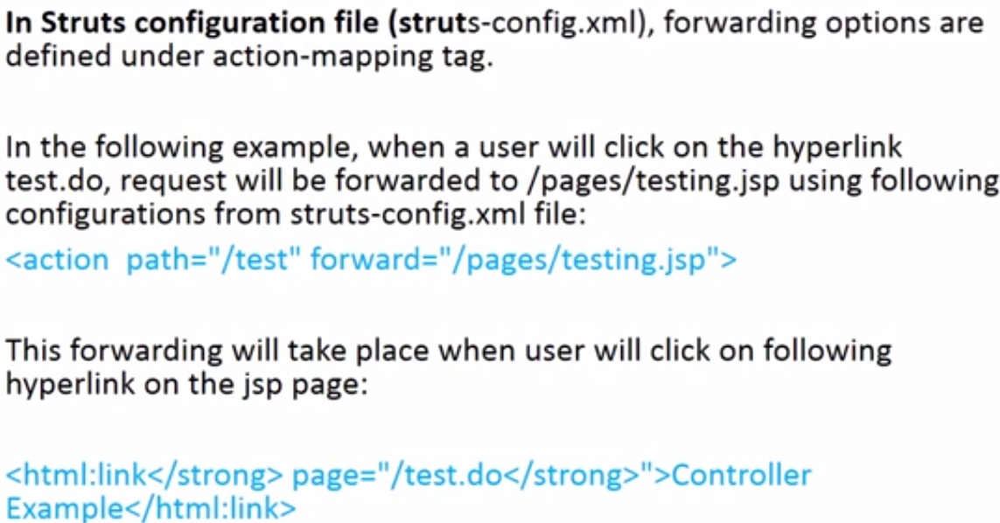 In Struts configuration file (struts-config.xml), forwarding options are
defined under action-mapping tag.
In the following example, when a user will click on the hyperlink
test.do, request will be forwarded to /pages/testing.jsp using following
configurations from struts-config.xml file:
<action  path="/test" forward="/pages/testing.jsp">
This forwarding will take place when user will click on following
hyperlink on the jsp page:
<html:link</strong> page="/test.do</strong>">Controller
Example</html:link>